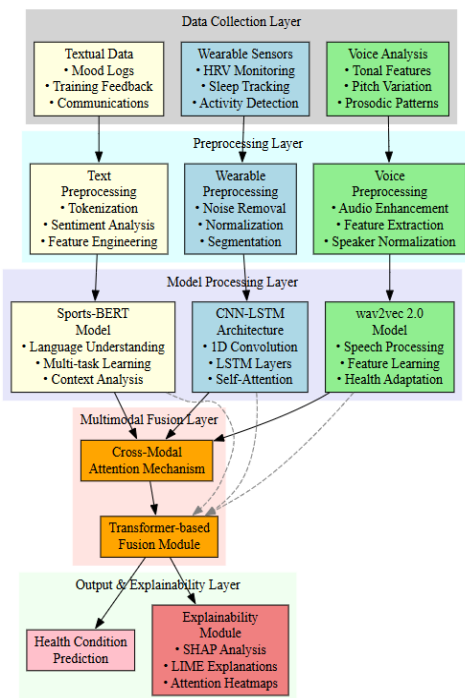 Data Collection Layer
Textual Data
• Mood Logs
• Training Feedback
• Communications
Wearable Sensors
• HRV Monitoring
• Sleep Tracking
• Activity Detection
Voice Analysis
• Tonal Features
• Pitch Variation
• Prosodic Patterns
Preprocessing Layer
Text
Preprocessing
• Tokenization
• Sentiment Analysis
• Feature Engineering
Wearable
Preprocessing
• Noise Removal
• Normalization
• Segmentation
Voice
Preprocessing
• Audio Enhancement
• Feature Extraction
• Speaker Normalization
Model Processing Layer
Sports-BERT
Model
• Language Understanding
• Multi-task Learning
• Context Analysis
CNN-LSTM
Architecture
• 1D Convolution
• LSTM Layers
• Self-Attention
wav2vec 2.0
Model
• Speech Processing
• Feature Learning
• Health Adaptation
Multimodal Fusion Layer
Cross-Modal
Attention Mechanism
Transformer-based
Fusion Module
Output & Explainability Layer
Health Condition
Prediction
Explainability
Module
• SHAP Analysis
• LIME Explanations
• Attention Heatmaps